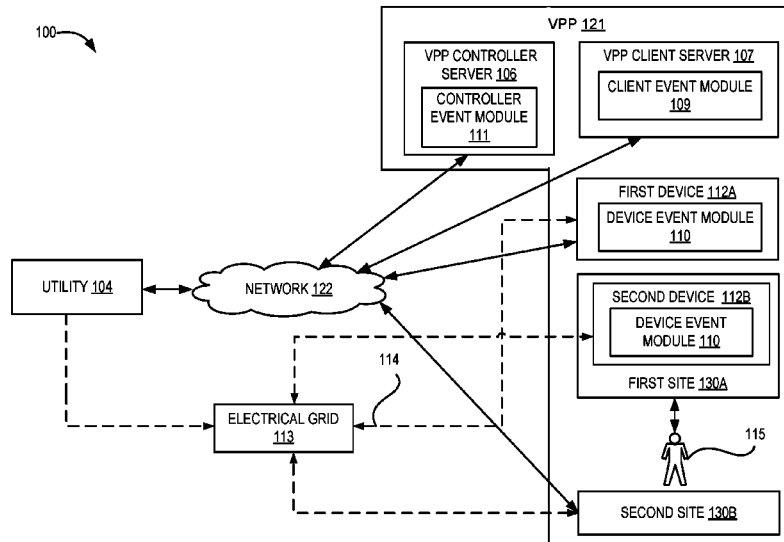 100
VPP 121
VPP CONTROLLER
SERVER 106
CONTROLLER
EVENT MODULE
111
VPP CLIENT SERVER 107
CLIENT EVENT MODULE
109
FIRST DEVICE 112A
DEVICE EVENT MODULE
110
UTILITY 104
NETWORK 122
SECOND DEVICE 112B
DEVICE EVENT
MODULE 110
FIRST SITE 130A
114
ELECTRICAL GRID
113
115
SECOND SITE 130B